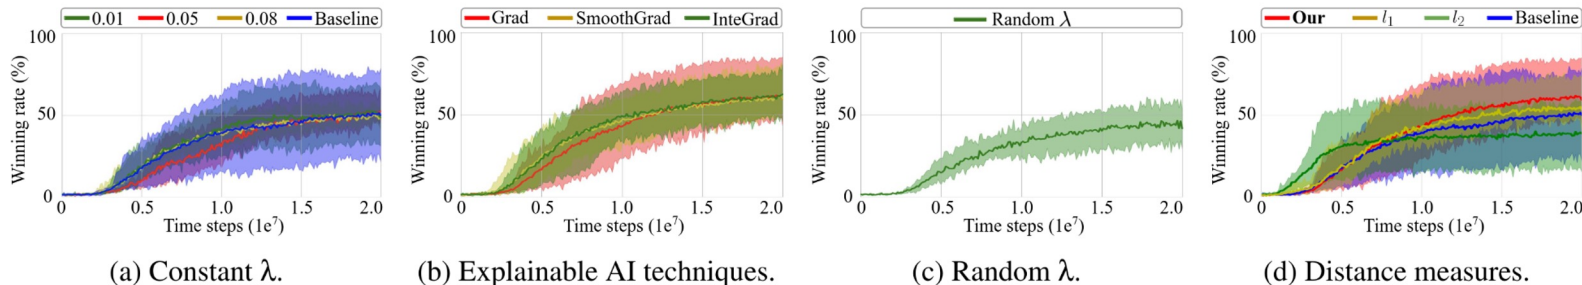 0.01 0.05 0.08 Baseline
100
50
0
Winning rate (%)
0 0.5 1.0 1.5 2.0
Time steps (1e⁷)
(a) Constant λ.
Grad SmoothGrad InteGrad
100
50
0
Winning rate (%)
0 0.5 1.0 1.5 2.0
Time steps (1e⁷)
(b) Explainable AI techniques.
Random λ
100
50
0
Winning rate (%)
0 0.5 1.0 1.5 2.0
Time steps (1e⁷)
(c) Random λ.
Our l₁ l₂ Baseline
100
50
0
Winning rate (%)
0 0.5 1.0 1.5 2.0
Time steps (1e⁷)
(d) Distance measures.